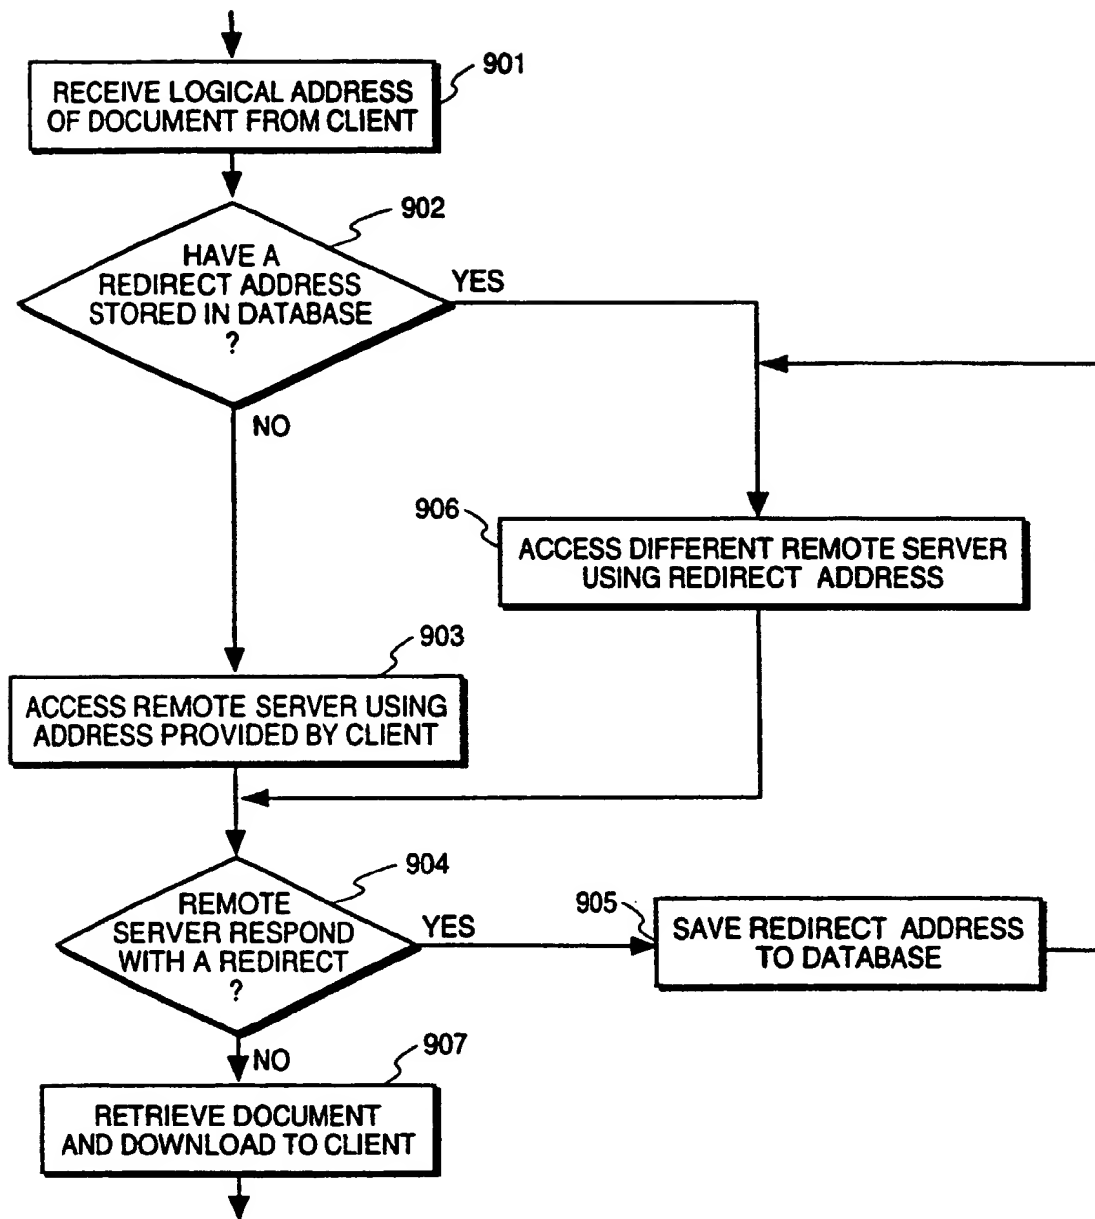 901
RECEIVE LOGICAL ADDRESS
OF DOCUMENT FROM CLIENT
902
HAVE A
REDIRECT ADDRESS
STORED IN DATABASE
?
YES
NO
906
ACCESS DIFFERENT REMOTE SERVER
USING REDIRECT ADDRESS
903
ACCESS REMOTE SERVER USING
ADDRESS PROVIDED BY CLIENT
904
REMOTE
SERVER RESPOND
WITH A REDIRECT
?
YES
905
SAVE REDIRECT ADDRESS
TO DATABASE
NO
907
RETRIEVE DOCUMENT
AND DOWNLOAD TO CLIENT